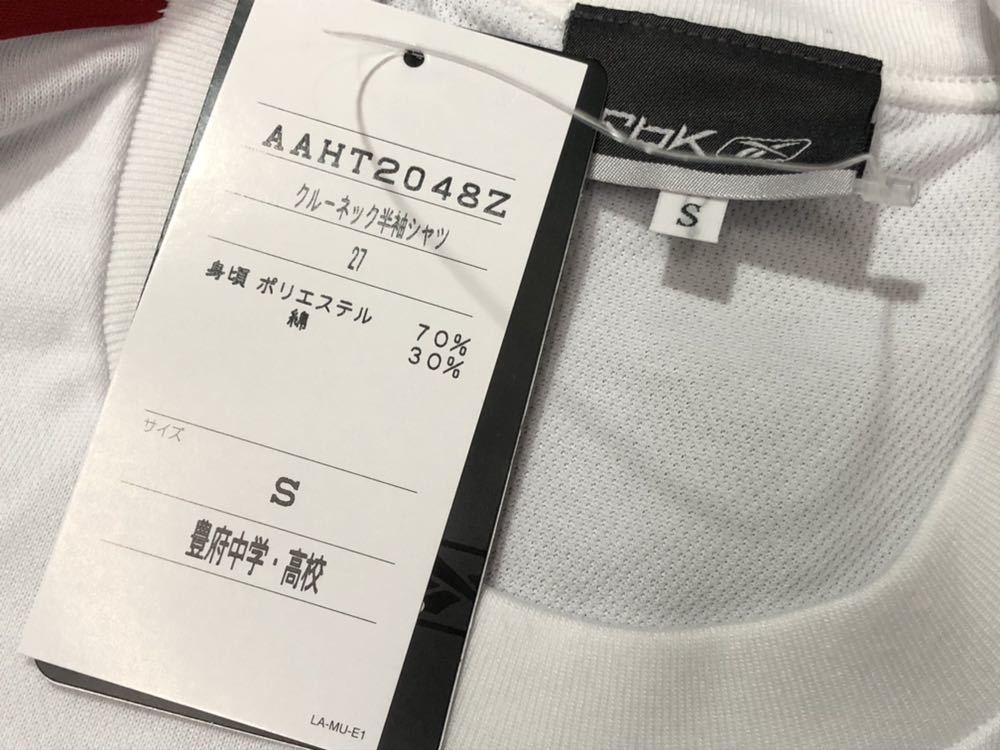 AAHT2048Z
クルーネック半袖シャツ
27
身頃 ポリエステル 70%
綿 30%
サイズ
S
豊府中学・高校
LA-MU-E1
S